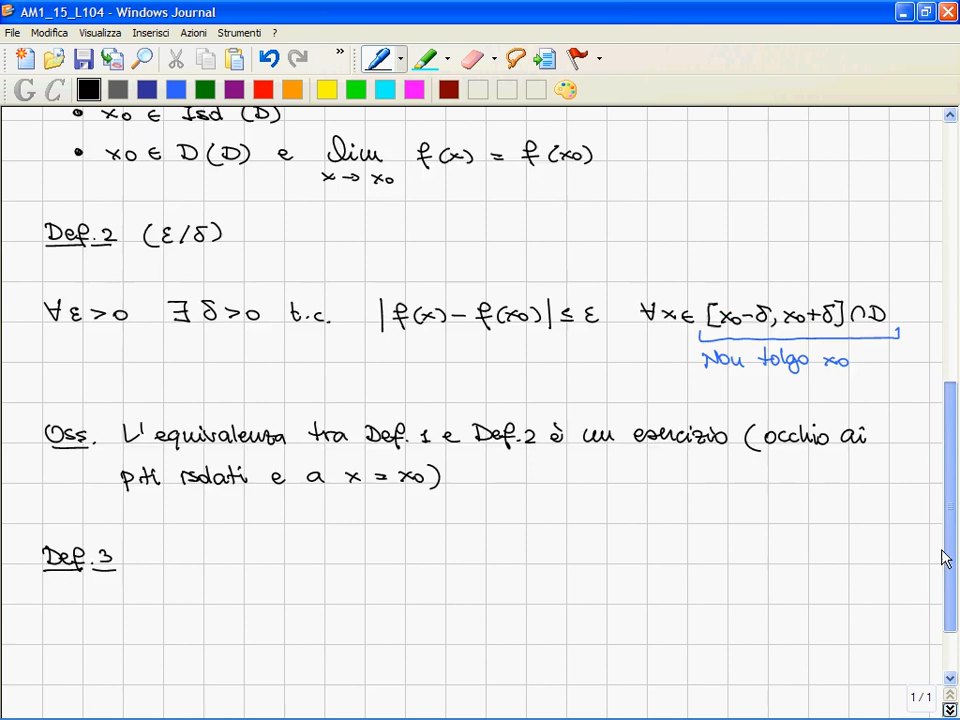 AM1_15_L104 - Windows Journal
File Modifica Visualizza Inserisci Azioni Strumenti ?
• x0 ∈ Isol (D)
• x0 ∈ D(D) e lim x→x0 f(x) = f(x0)
Def. 2 (ε/δ)
∀ε>0 ∃ δ>0 t.c. |f(x) - f(x0)| ≤ ε ∀x∈ [x0-δ, x0+δ]∩D
Non tolgo x0
Oss. L'equivalenza tra Def. 1 e Def. 2 è un esercizio (occhio ai
pti isolati e a x = x0)
Def. 3
1 / 1